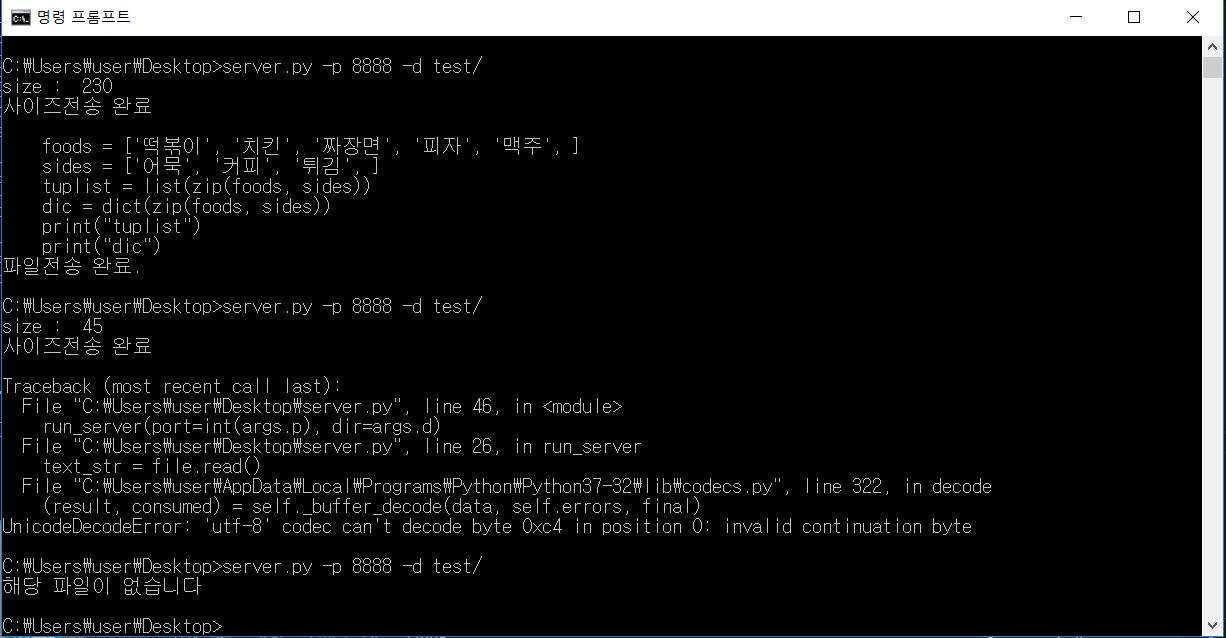 명령 프롬프트
C:₩Users₩user₩Desktop>server.py -p 8888 -d test/
size :  230
사이즈전송 완료
foods = ['떡볶이', '치킨', '짜장면', '피자', '맥주', ]
sides = ['어묵', '커피', '튀김', ]
tuplist = list(zip(foods, sides))
dic = dict(zip(foods, sides))
print("tuplist")
print("dic")
파일전송 완료.
C:₩Users₩user₩Desktop>server.py -p 8888 -d test/
size :  45
사이즈전송 완료
Traceback (most recent call last):
File "C:₩Users₩user₩Desktop₩server.py", line 46, in <module>
run_server(port=int(args.p), dir=args.d)
File "C:₩Users₩user₩Desktop₩server.py", line 26, in run_server
text_str = file.read()
File "C:₩Users₩user₩AppData₩Local₩Programs₩Python₩Python37-32₩lib₩codecs.py", line 322, in decode
(result, consumed) = self._buffer_decode(data, self.errors, final)
UnicodeDecodeError: 'utf-8' codec can't decode byte 0xc4 in position 0: invalid continuation byte
C:₩Users₩user₩Desktop>server.py -p 8888 -d test/
해당 파일이 없습니다
C:₩Users₩user₩Desktop>